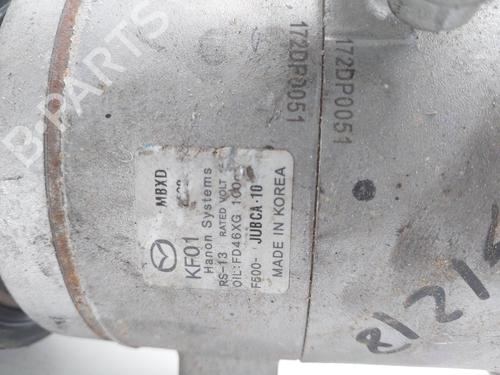 MBXD
KF01
Hanon Systems
RS-13 RATED VOLT
OIL:FD46XG
F500- JUBCA-10
MADE IN KOREA
172DP0051
172DP0051
B-PARTS